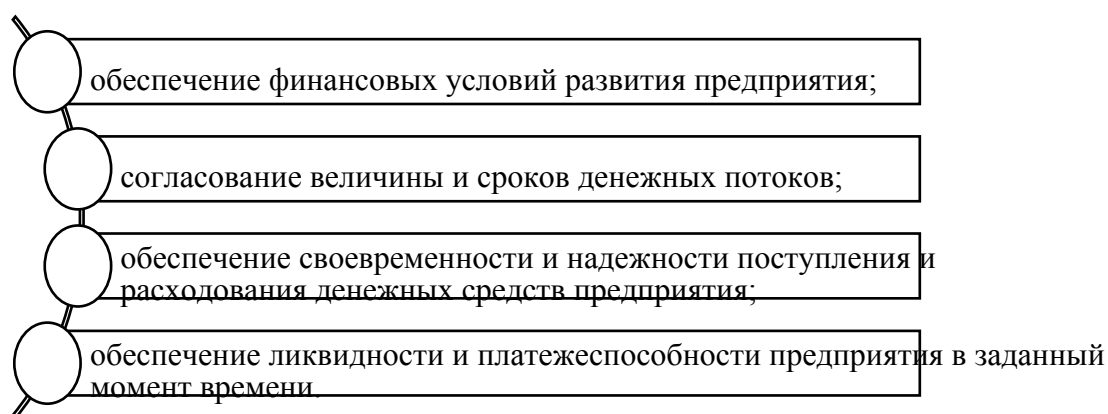 обеспечение финансовых условий развития предприятия;
согласование величины и сроков денежных потоков;
обеспечение своевременности и надежности поступления и
расходования денежных средств предприятия;
обеспечение ликвидности и платежеспособности предприятия в заданный
момент времени.